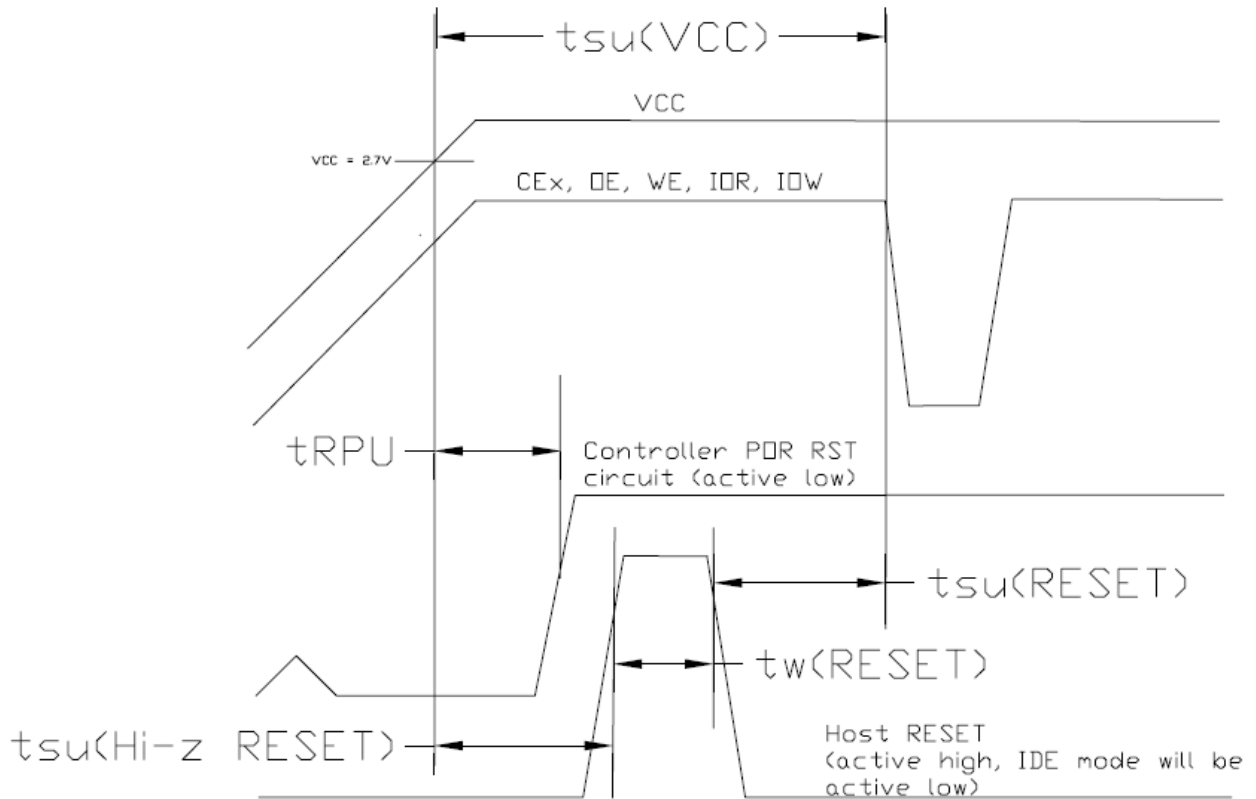 tsu(VCC)
VCC
VCC = 2.7V
CEx, OE, WE, IOR, IOW
tRPU
Controller POR RST
circuit (active low)
tsu(RESET)
tw(RESET)
tsu(Hi-z RESET)
Host RESET
(active high, IDE mode will be
active low)